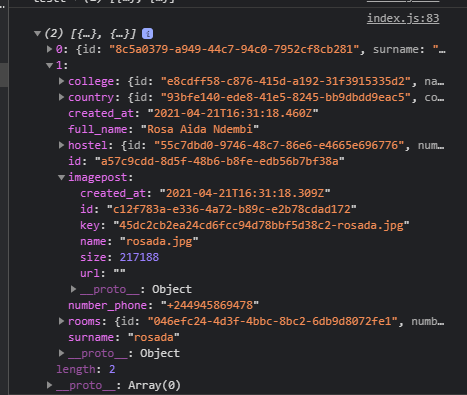 index.js:83
(2) [{…}, {…}] i
0: {id: "8c5a0379-a949-44c7-94c0-7952cf8cb281", surname: "…
1:
college: {id: "e8cdff58-c876-415d-a192-31f3915335d2", na…
country: {id: "93bfe140-ede8-41e5-8245-bb9dbdd9eac5", co…
created_at: "2021-04-21T16:31:18.460Z"
full_name: "Rosa Aida Ndembi"
hostel: {id: "55c7dbd0-9746-48c7-86e6-e4665e696776", num…
id: "a57c9cdd-8d5f-48b6-b8fe-edb56b7bf38a"
imagepost:
created_at: "2021-04-21T16:31:18.309Z"
id: "c12f783a-e336-4a72-b89c-e2b78cdad172"
key: "45dc2cb2ea24cd6fcc94d78bbf5d38c2-rosada.jpg"
name: "rosada.jpg"
size: 217188
url: ""
__proto__: Object
number_phone: "+244945869478"
rooms: {id: "046efc24-4d3f-4bbc-8bc2-6db9d8072fe1", numb…
surname: "rosada"
__proto__: Object
length: 2
__proto__: Array(0)